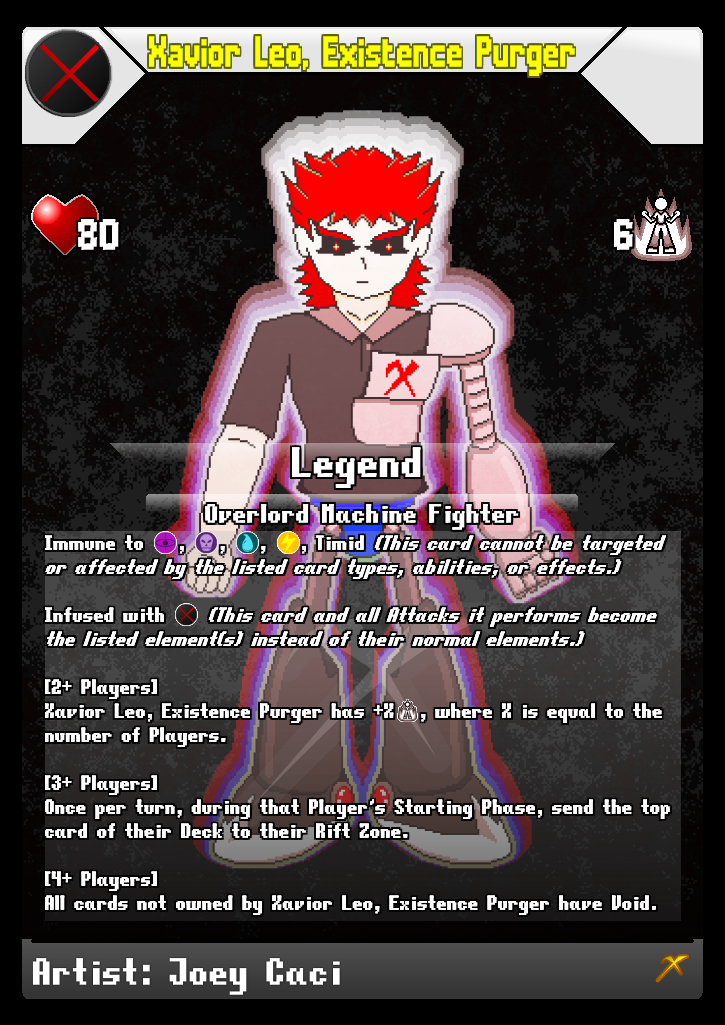 Xavior Leo, Existence Purger
80
6
Legend
Overlord Machine Fighter
Immune to , , , , Timid (This card cannot be targeted
or affected by the listed card types, abilities, or effects.)
Infused with (This card and all Attacks it performs become
the listed element(s) instead of their normal elements.)
[2+ Players]
Xavior Leo, Existence Purger has +X, where X is equal to the
number of Players.
[3+ Players]
Once per turn, during that Player's Starting Phase, send the top
card of their Deck to their Rift Zone.
[4+ Players]
All cards not owned by Xavior Leo, Existence Purger have Void.
Artist: Joey Caci